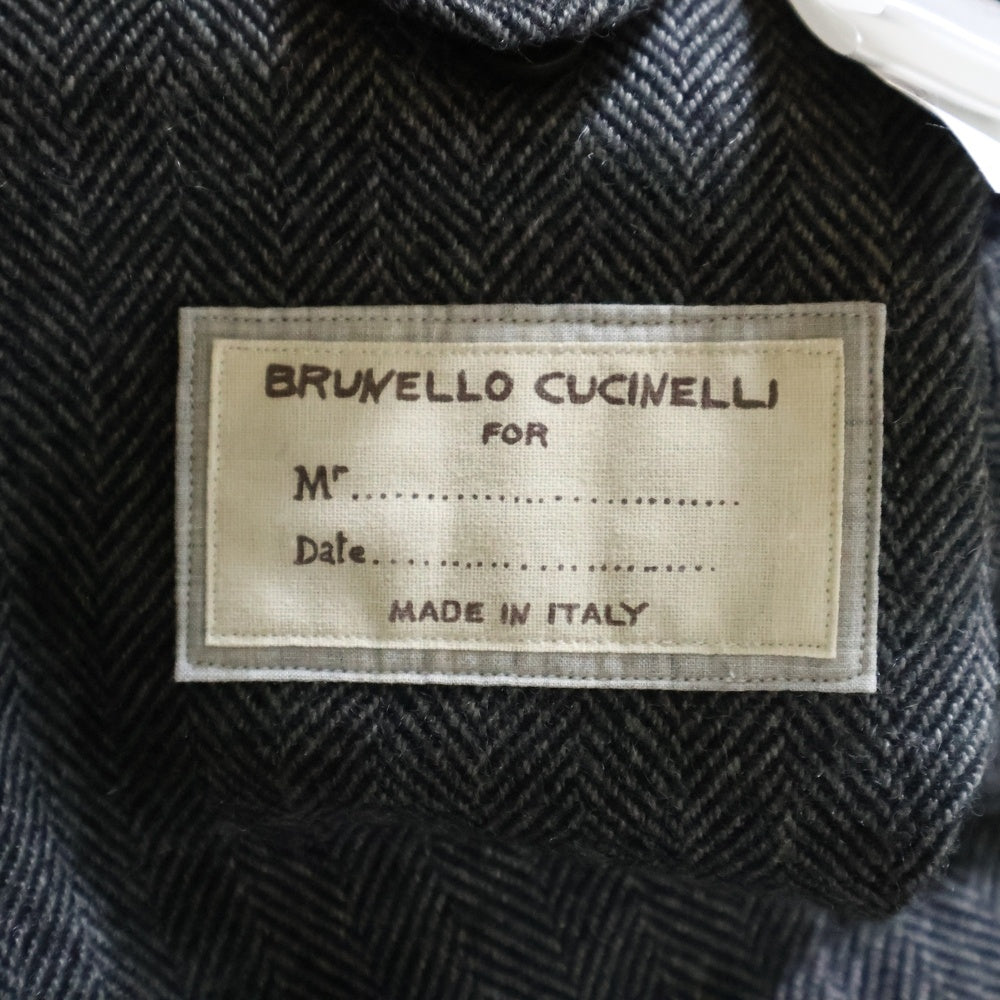 BRUNELLO CUCINELLI
FOR
Mr...........................
Date........................
MADE IN ITALY